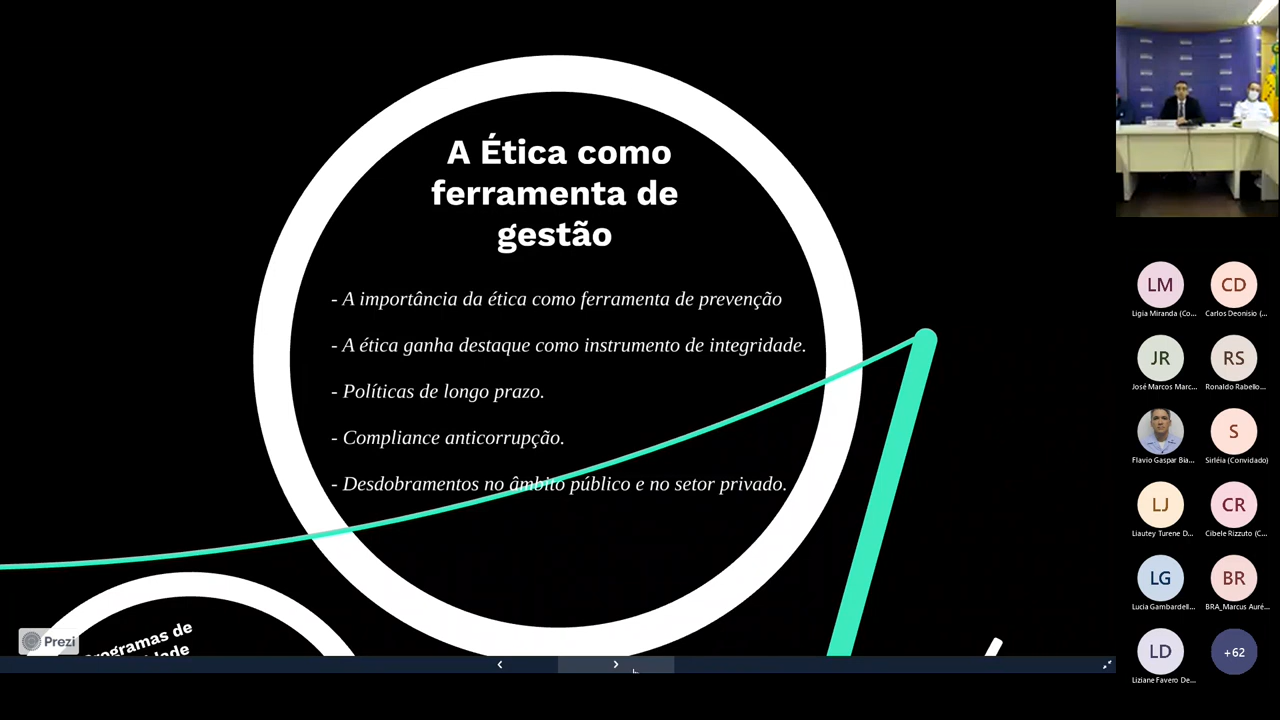 A Ética como
ferramenta de
gestão
- A importância da ética como ferramenta de prevenção
- A ética ganha destaque como instrumento de integridade.
- Políticas de longo prazo.
- Compliance anticorrupção.
- Desdobramentos no âmbito público e no setor privado.
Prezi
LM
Ligia Miranda (Co...
CD
Carlos Deonisio (...
JR
José Marcos Marc...
RS
Ronaldo Rabello...
Flavio Gaspar Bia...
S
Sirléia (Convidado)
LJ
Liautey Turene D...
CR
Cibele Rizzuto (C...
LG
Lucia Gambardell...
BR
BRA_Marcus Auré...
LD
Liziane Favero De...
+62